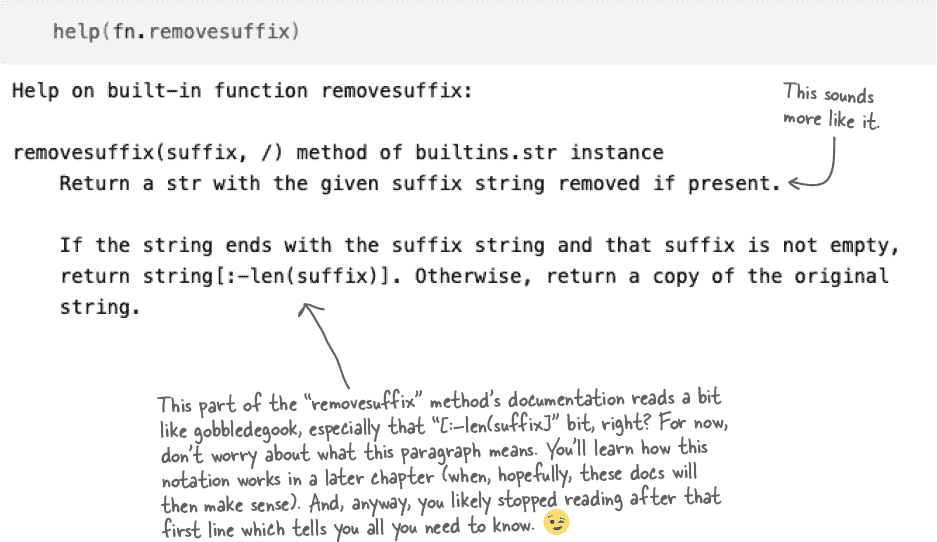 help(fn.removesuffix)
Help on built-in function removesuffix:
This sounds
more like it.
removesuffix(suffix, /) method of builtins.str instance
Return a str with the given suffix string removed if present.
If the string ends with the suffix string and that suffix is not empty,
return string[:-len(suffix)]. Otherwise, return a copy of the original
string.
This part of the “removesuffix” method’s documentation reads a bit
like gobbledegook, especially that “[:-len(suffix]” bit, right? For now,
don’t worry about what this paragraph means. You’ll learn how this
notation works in a later chapter (when, hopefully, these docs will
then make sense). And, anyway, you likely stopped reading after that
first line which tells you all you need to know. 😉